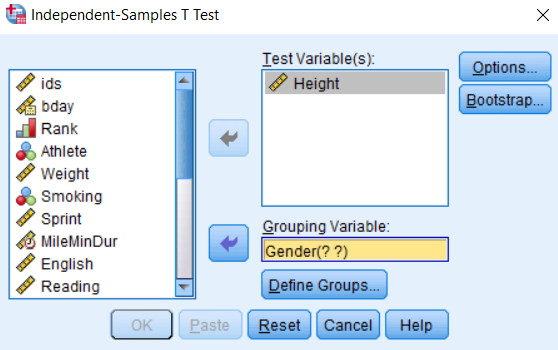 Independent-Samples T Test
ids
bday
Rank
Athlete
Weight
Smoking
Sprint
MileMinDur
English
Reading
Test Variable(s):
Height
Grouping Variable:
Gender(? ?)
Define Groups...
Options...
Bootstrap...
OK
Paste
Reset
Cancel
Help